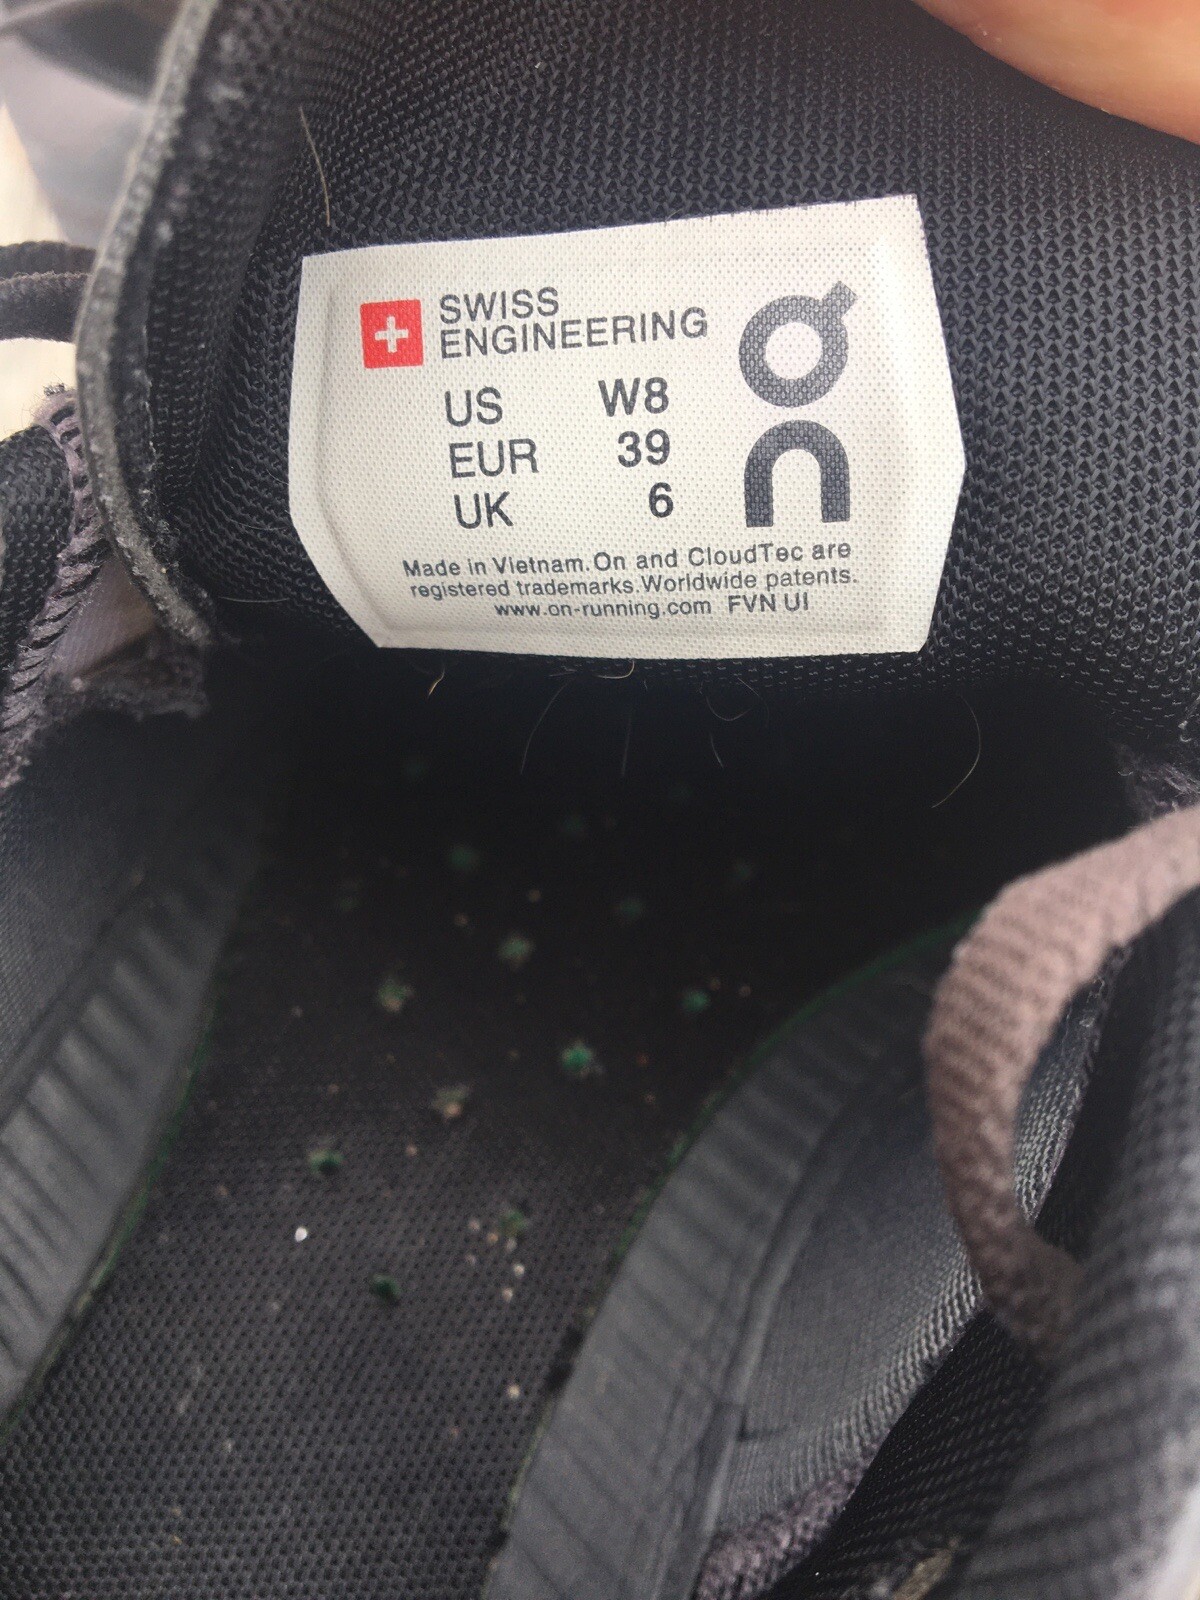 SWISS
ENGINEERING
US W8
EUR 39
UK 6
On
Made in Vietnam. On and CloudTec are
registered trademarks. Worldwide patents.
www.on-running.com FVN UI